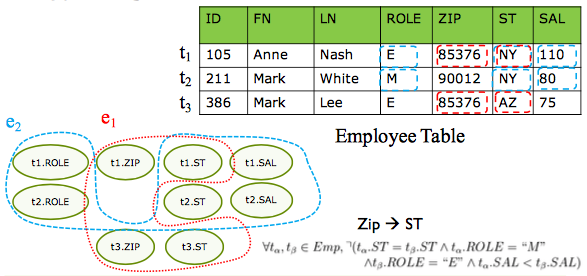 ID FN LN ROLE ZIP ST SAL
t1 105 Anne Nash E 85376 NY 110
t2 211 Mark White M 90012 NY 80
t3 386 Mark Lee E 85376 AZ 75
Employee Table
e2 e1
t1.ROLE t1.ZIP t1.ST t1.SAL
t2.ROLE t2.ST t2.SAL
t3.ZIP t3.ST
Zip → ST
∀tα, tβ ∈ Emp, ¬(tα.ST = tβ.ST ∧ tα.ROLE = “M”
∧tβ.ROLE = “E” ∧ tα.SAL < tβ.SAL)